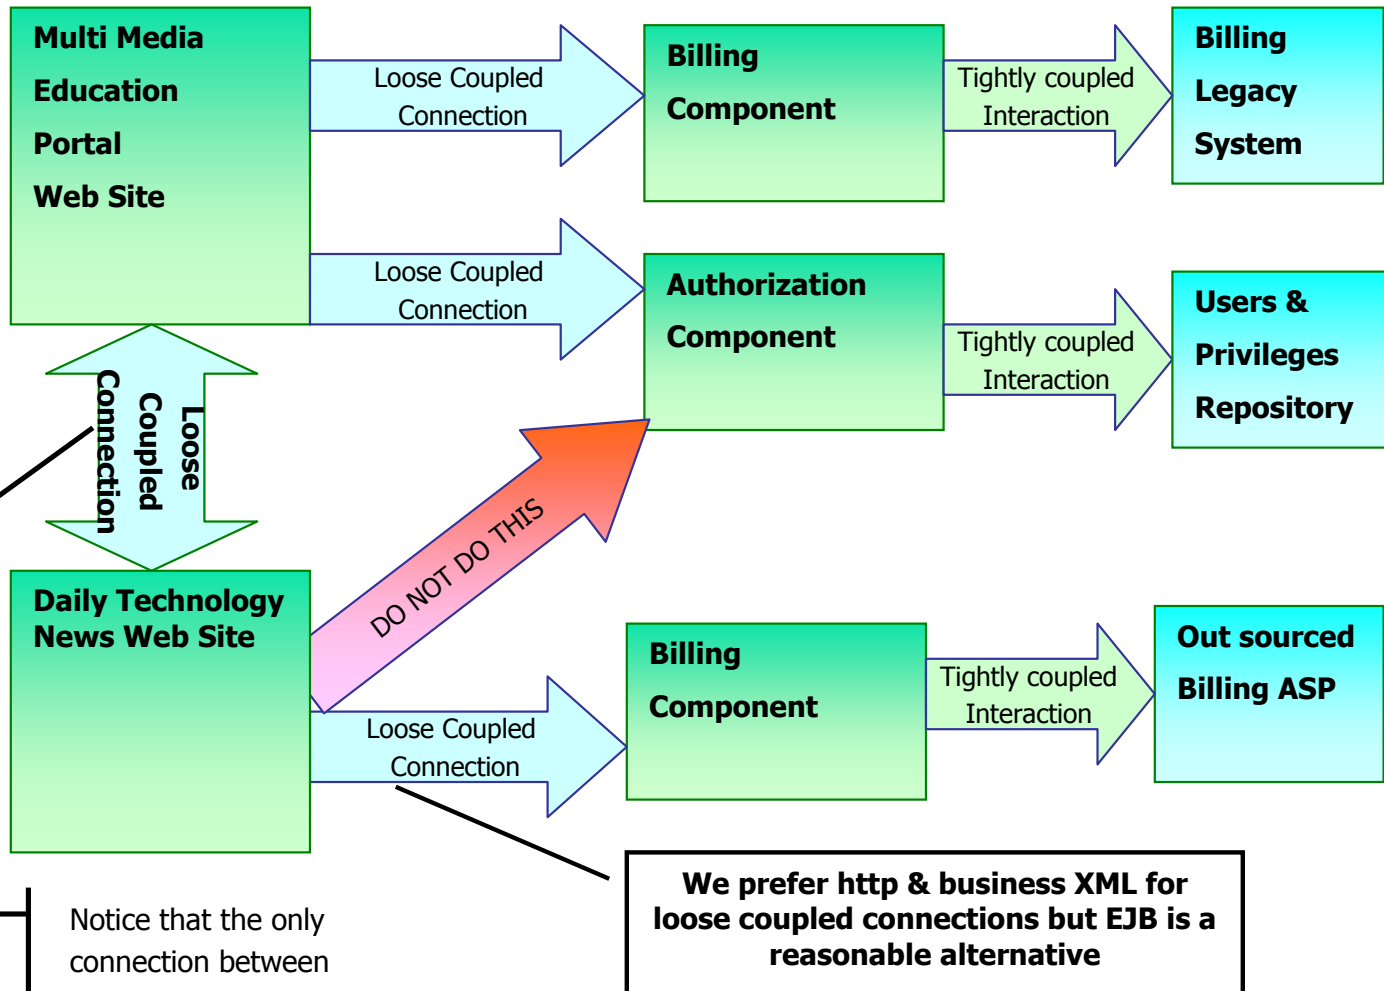 Multi Media
Education
Portal
Web Site
Loose Coupled
Connection
Billing
Component
Tightly coupled
Interaction
Billing
Legacy
System
Loose Coupled
Connection
Authorization
Component
Tightly coupled
Interaction
Users &
Privileges
Repository
Loose
Coupled
Connection
DO NOT DO THIS
Daily Technology
News Web Site
Loose Coupled
Connection
Billing
Component
Tightly coupled
Interaction
Out sourced
Billing ASP
We prefer http & business XML for
loose coupled connections but EJB is a
reasonable alternative
Notice that the only
connection between